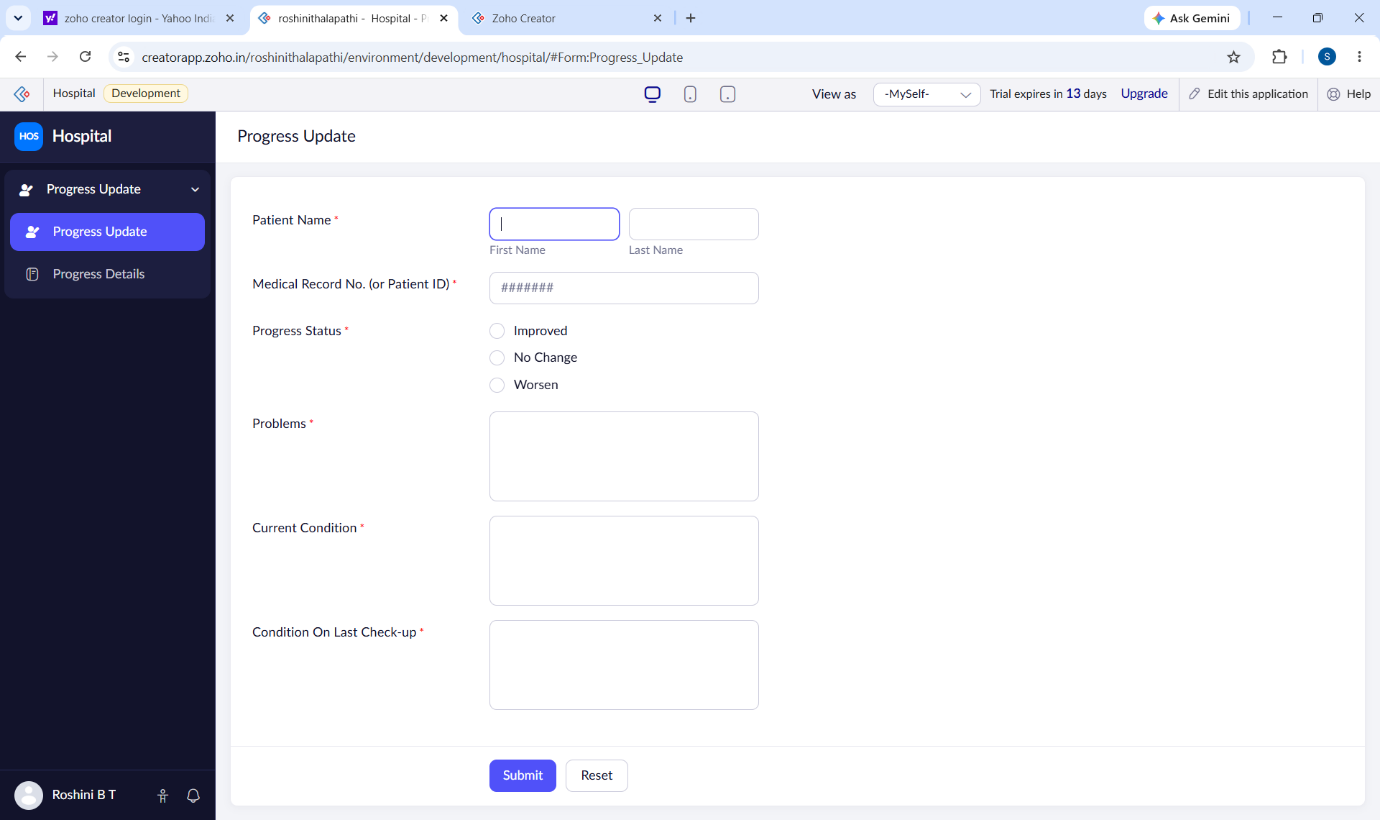 zoho creator login - Yahoo Indi
roshinithalapathi - Hospital - P
Zoho Creator
Ask Gemini
creatorapp.zoho.in/roshinithalapathi/environment/development/hospital/#Form:Progress_Update
S
Hospital
Development
View as
-MySelf-
Trial expires in 13 days
Upgrade
Edit this application
Help
HOS
Hospital
Progress Update
Progress Update
Progress Update
Progress Details
Patient Name *
First Name
Last Name
Medical Record No. (or Patient ID) *
#######
Progress Status *
Improved
No Change
Worsen
Problems *
Current Condition *
Condition On Last Check-up *
Submit
Reset
Roshini B T